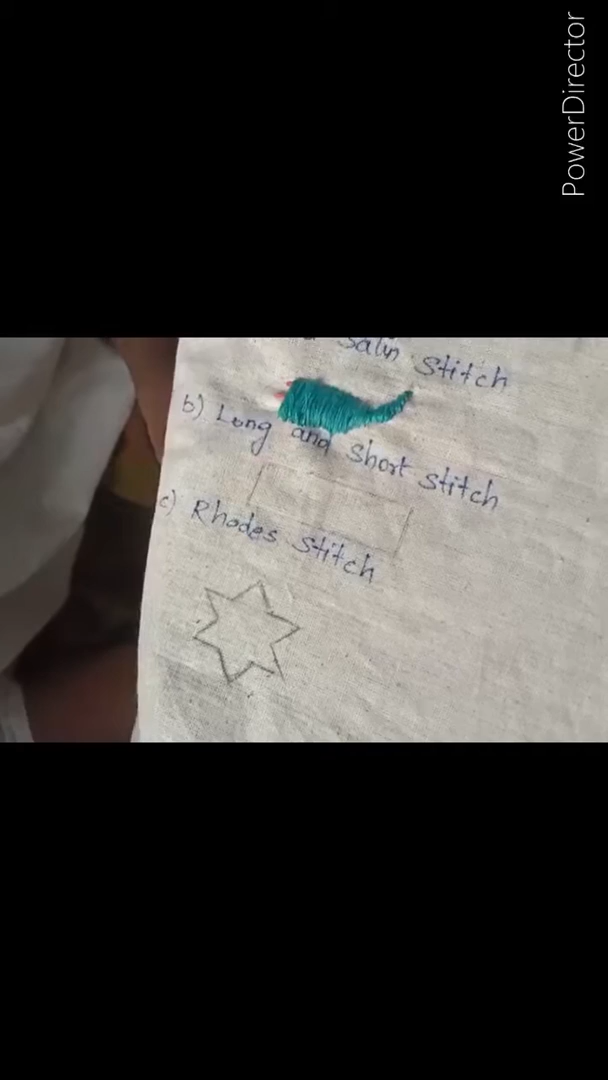 PowerDirector
Satin Stitch
b) Long and Short Stitch
c) Rhodes Stitch